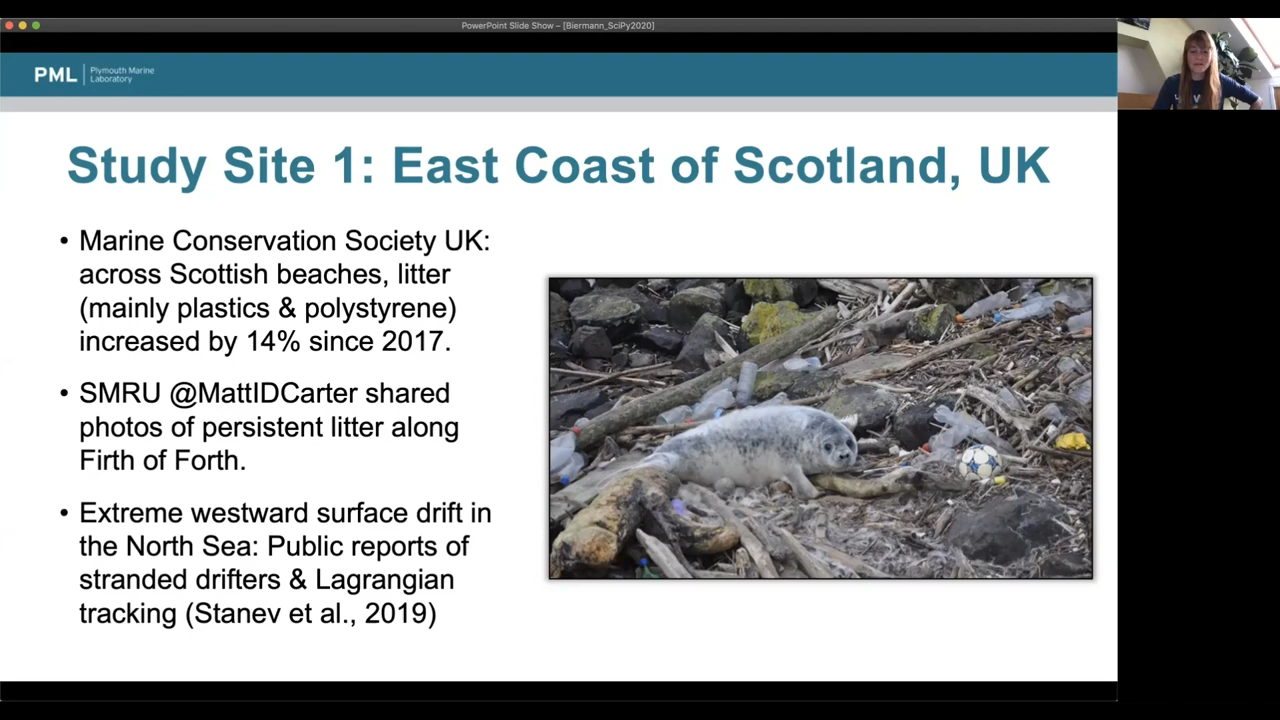 PowerPoint Slide Show – [Biermann_SciPy2020]
PML | Plymouth Marine
Laboratory
Study Site 1: East Coast of Scotland, UK
• Marine Conservation Society UK:
across Scottish beaches, litter
(mainly plastics & polystyrene)
increased by 14% since 2017.
• SMRU @MattIDCarter shared
photos of persistent litter along
Firth of Forth.
• Extreme westward surface drift in
the North Sea: Public reports of
stranded drifters & Lagrangian
tracking (Stanev et al., 2019)